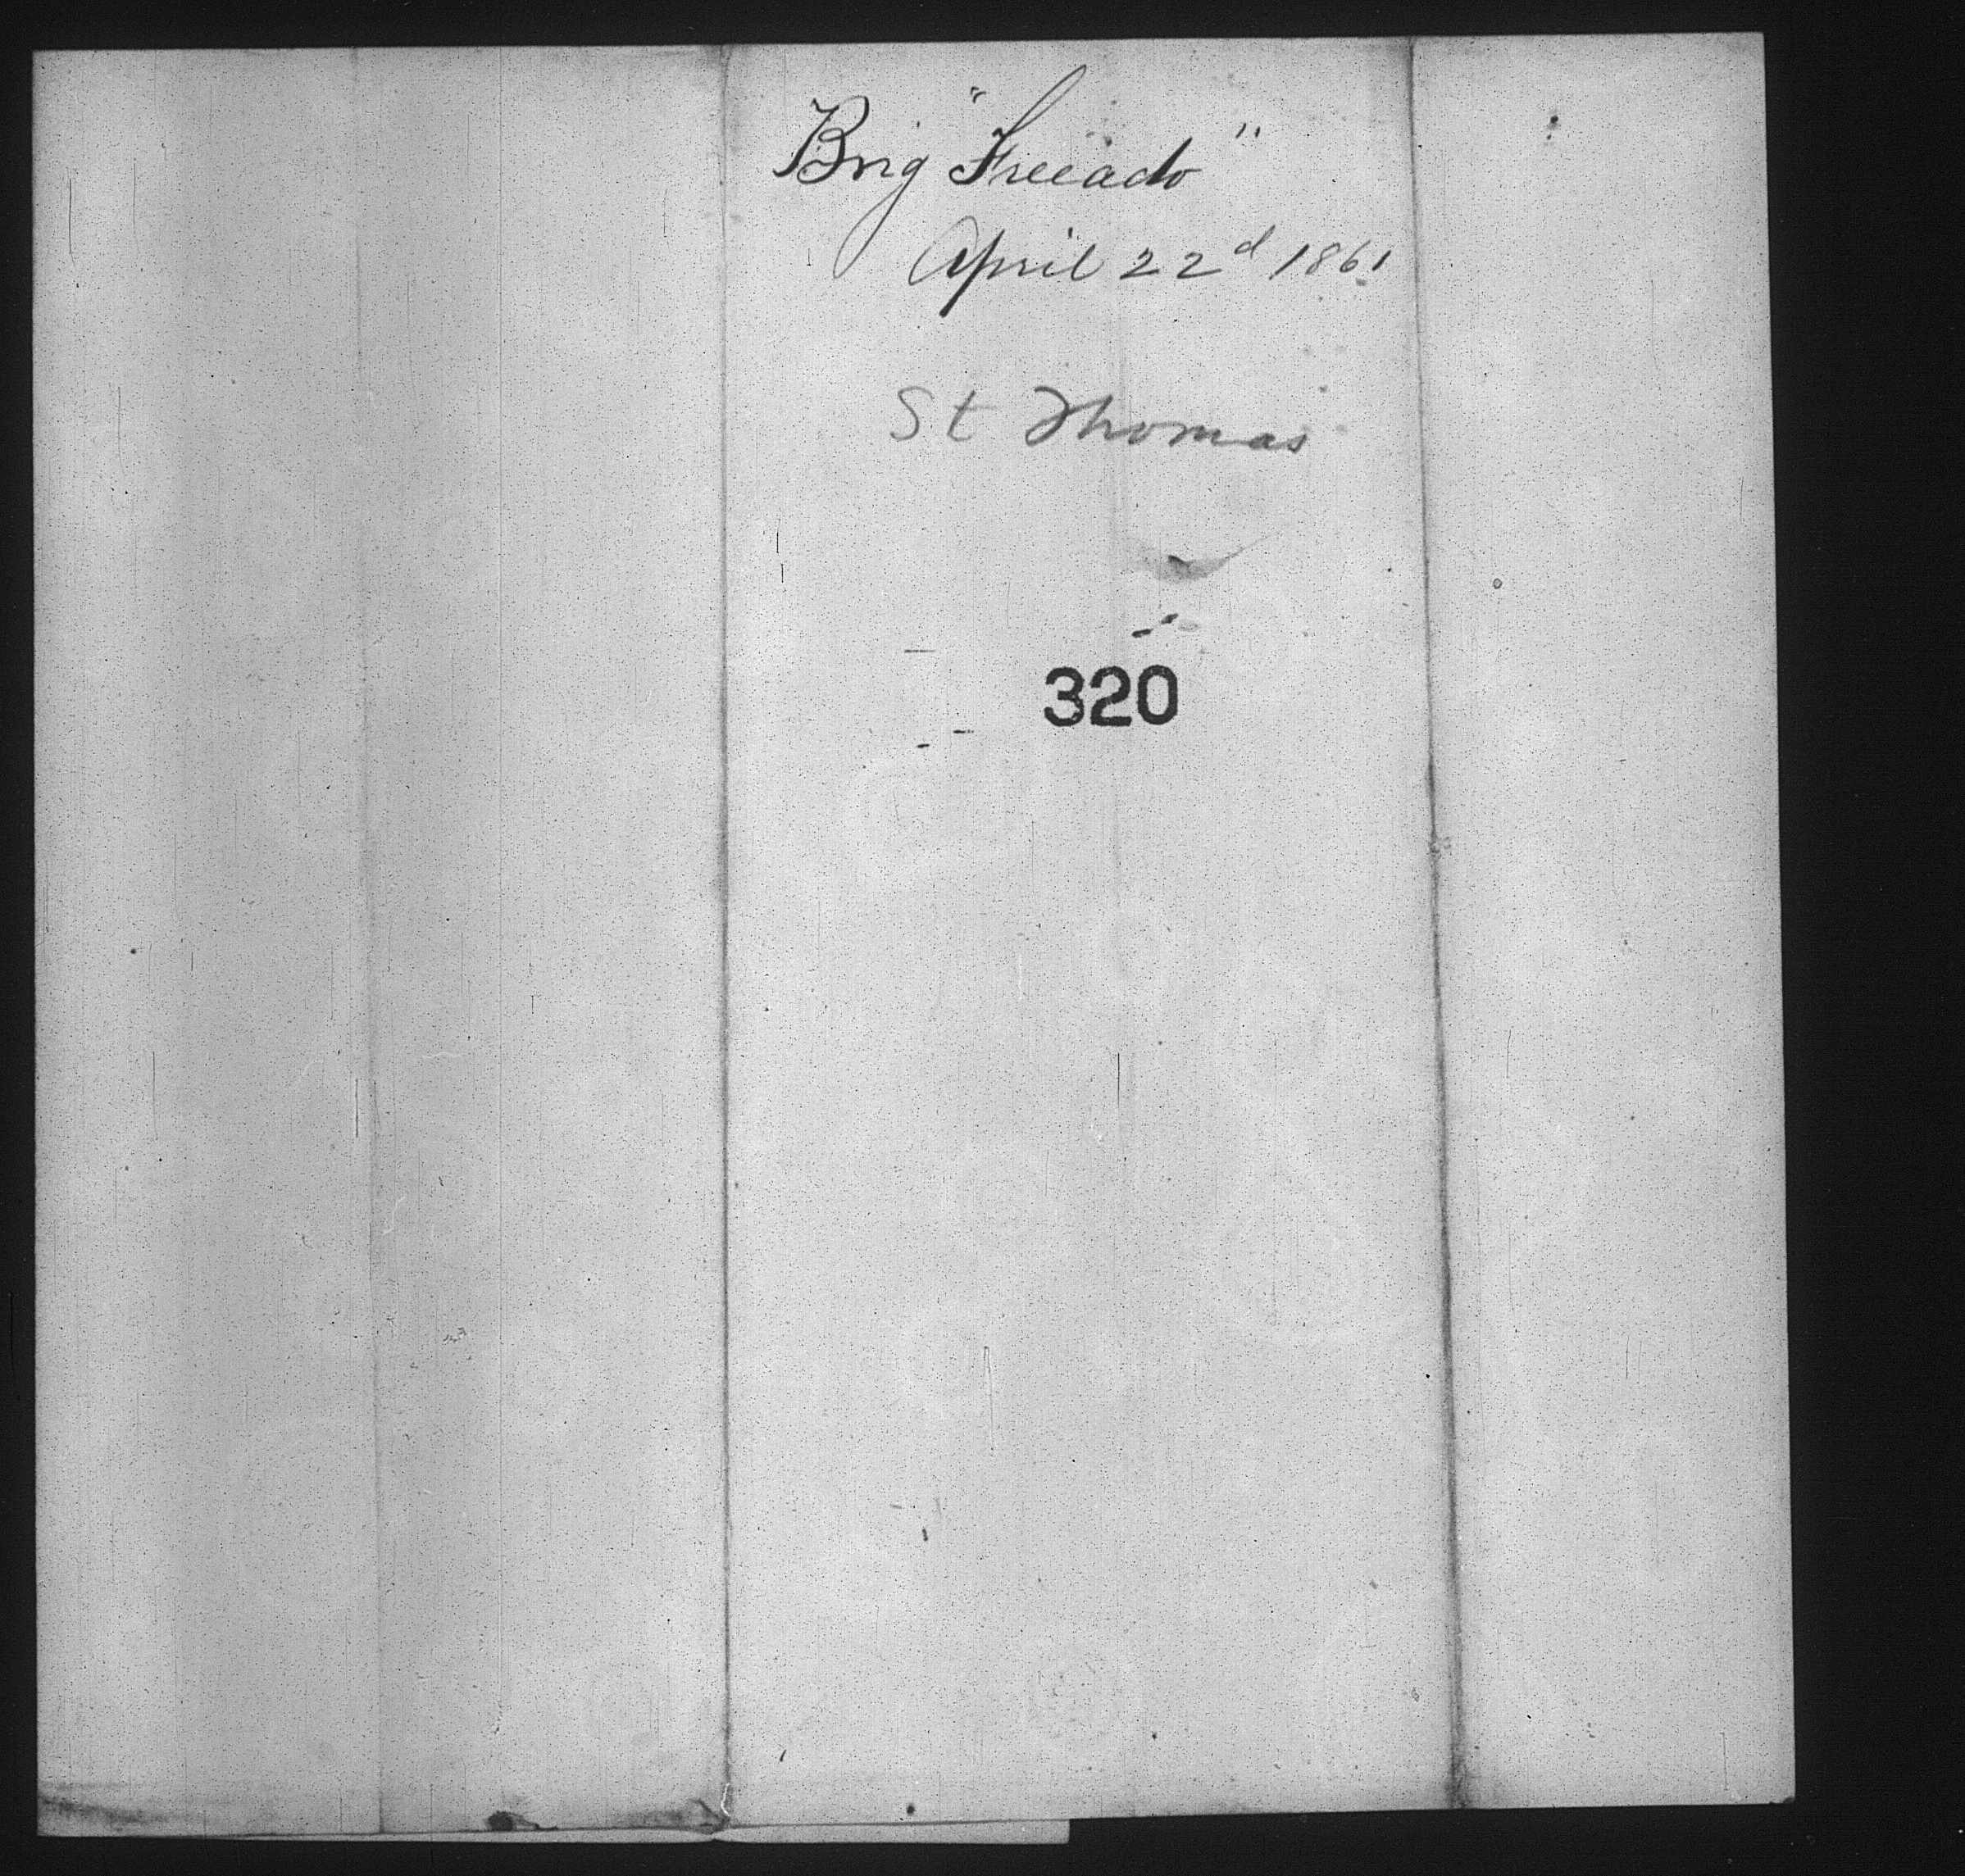 Brig "Freeado"
April 22d 1861
St Thomas
320